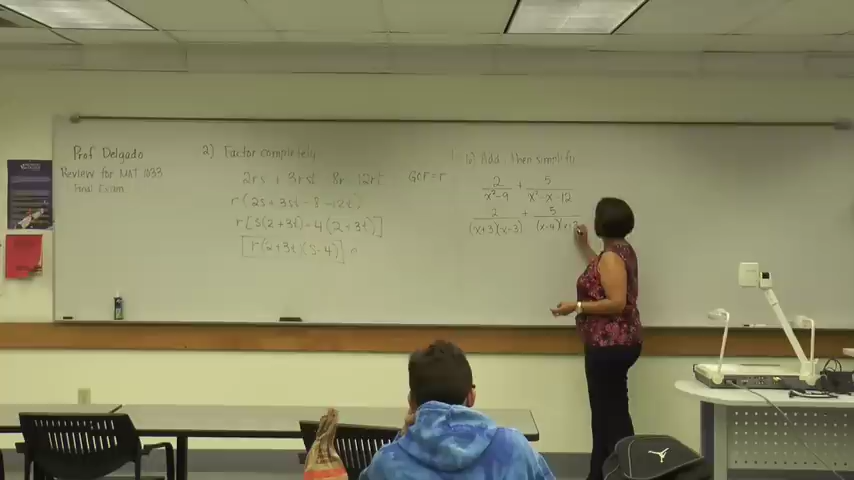 Prof Delgado
Review for MAT 1033
Final Exam
2) Factor completely
2rs + 3rst - 8r - 12rt
GCF = r
r(2s + 3st - 8 - 12t)
r[s(2+3t) - 4(2+3t)]
r(2+3t)(s-4)
6) Add, then simplify
2/(x²-9) + 5/(x²-x-12)
2/((x+3)(x-3)) + 5/((x-4)(x+3